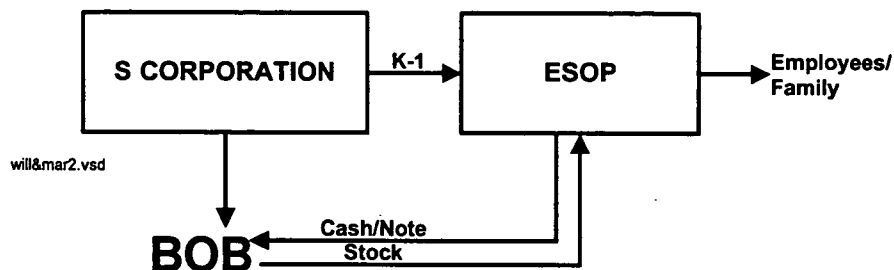 S CORPORATION
K-1
ESOP
Employees/
Family
will&mar2.vsd
Cash/Note
BOB
Stock